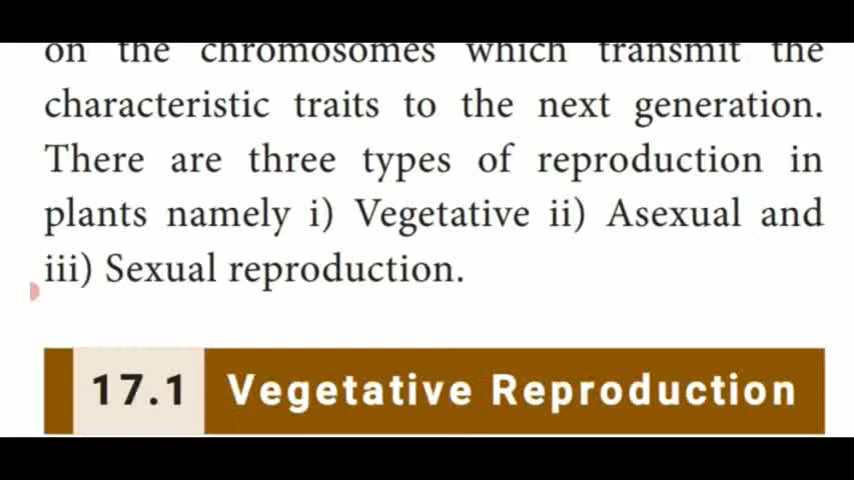 on the chromosomes which transmit the
characteristic traits to the next generation.
There are three types of reproduction in
plants namely i) Vegetative ii) Asexual and
iii) Sexual reproduction.
17.1 Vegetative Reproduction